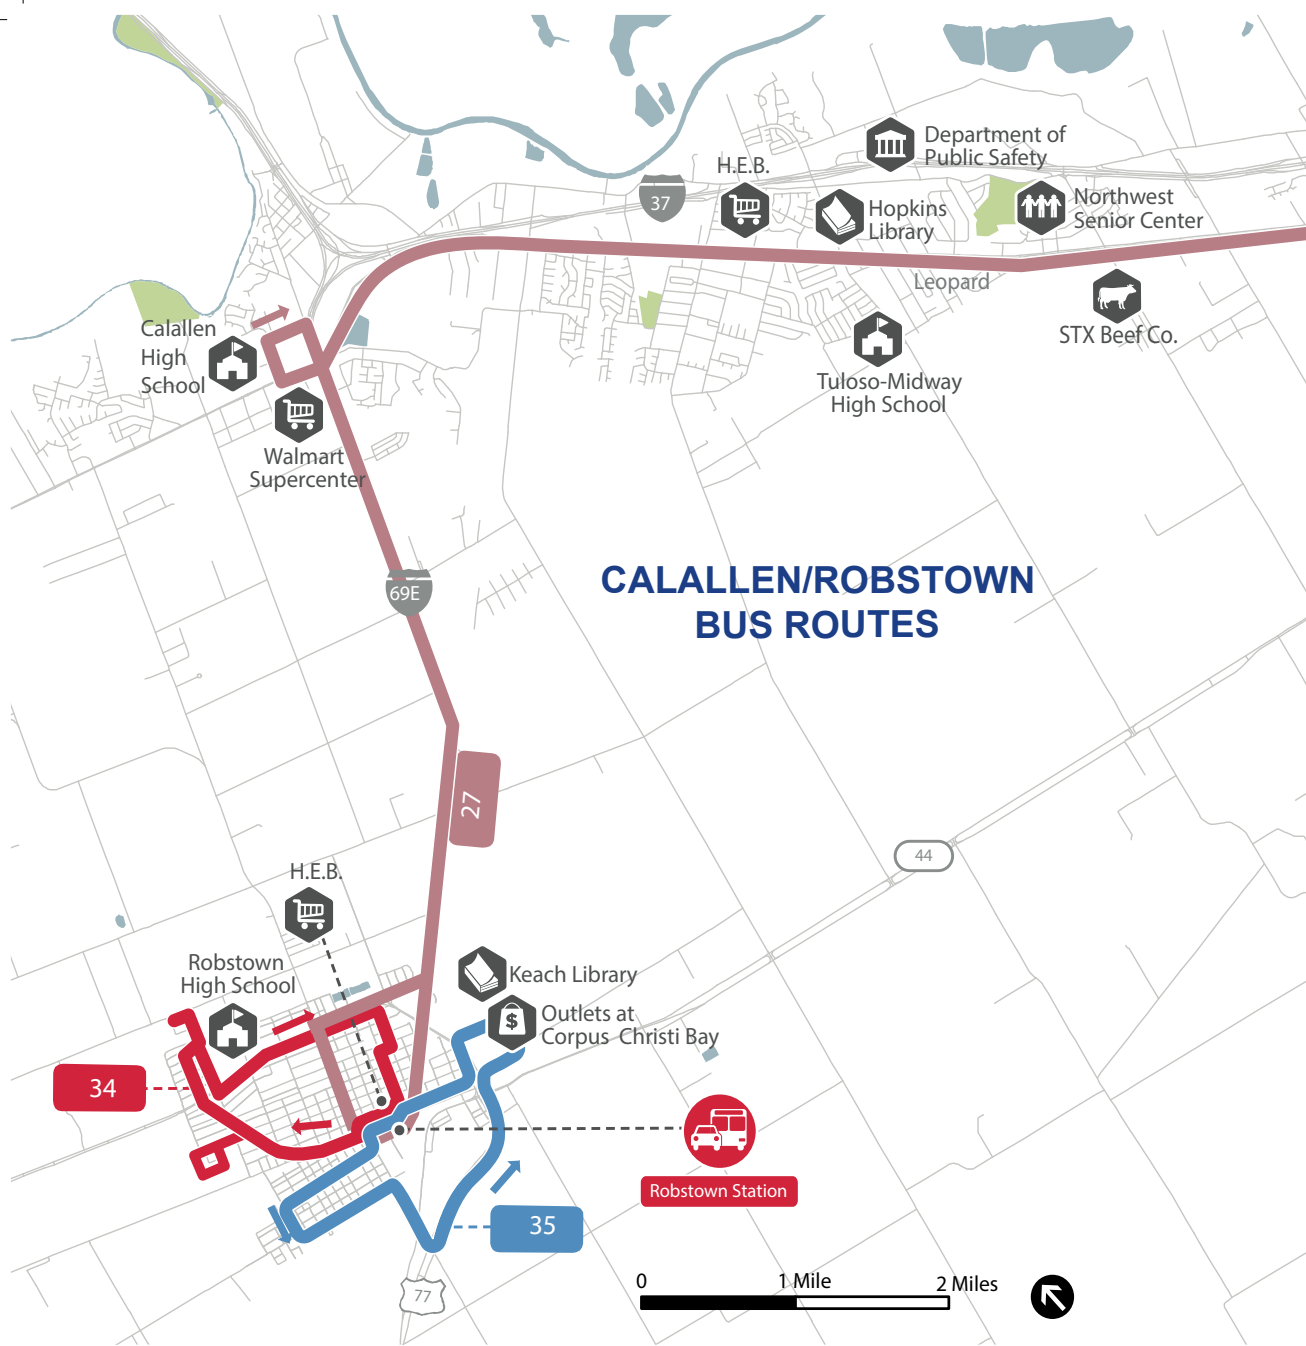 Department of
Public Safety
H.E.B.
37
Northwest
Senior Center
Hopkins
Library
Leopard
Calallen
High
School
STX Beef Co.
Tuloso-Midway
High School
Walmart
Supercenter
CALALLEN/ROBSTOWN
BUS ROUTES
69E
27
44
H.E.B.
Robstown
High School
Keach Library
$
Outlets at
Corpus Christi Bay
34
Robstown Station
35
77
0
1 Mile
2 Miles